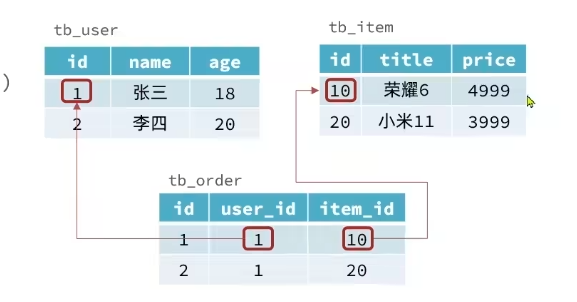 tb_user
id name age
1 张三 18
2 李四 20
)
tb_item
id title price
10 荣耀6 4999
20 小米11 3999
tb_order
id user_id item_id
1 1 10
2 1 20